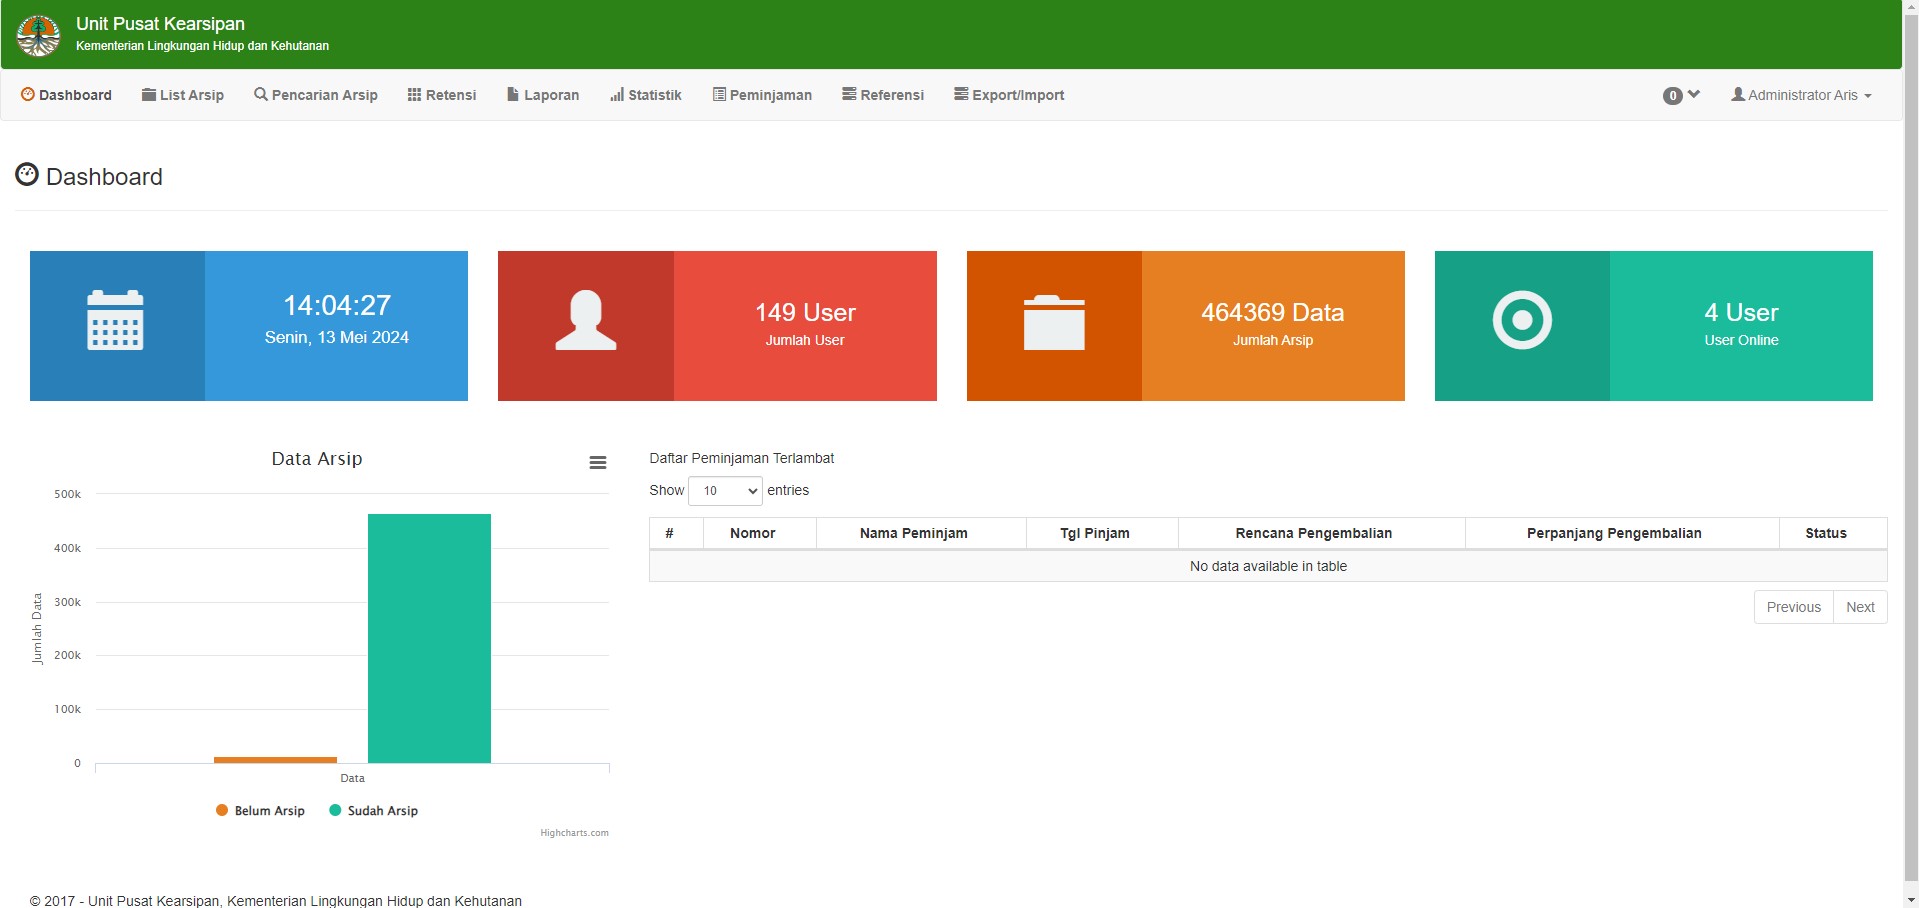 Unit Pusat Kearsipan
Kementerian Lingkungan Hidup dan Kehutanan
Dashboard List Arsip Pencarian Arsip Retensi Laporan Statistik Peminjaman Referensi Export/Import 0 Administrator Aris
Dashboard
14:04:27
Senin, 13 Mei 2024
149 User
Jumlah User
464369 Data
Jumlah Arsip
4 User
User Online
Data Arsip
500k
400k
300k
200k
100k
0
Jumlah Data
Data
Belum Arsip Sudah Arsip
Highcharts.com
Daftar Peminjaman Terlambat
Show 10 entries
# Nomor Nama Peminjam Tgl Pinjam Rencana Pengembalian Perpanjang Pengembalian Status
No data available in table
Previous Next
© 2017 - Unit Pusat Kearsipan, Kementerian Lingkungan Hidup dan Kehutanan